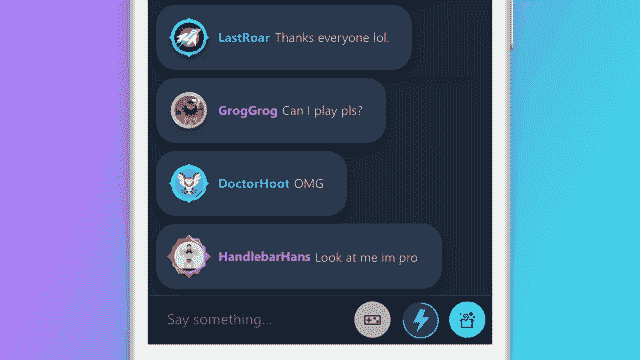 LastRoar Thanks everyone lol.
GrogGrog Can I play pls?
DoctorHoot OMG
HandlebarHans Look at me im pro
Say something...